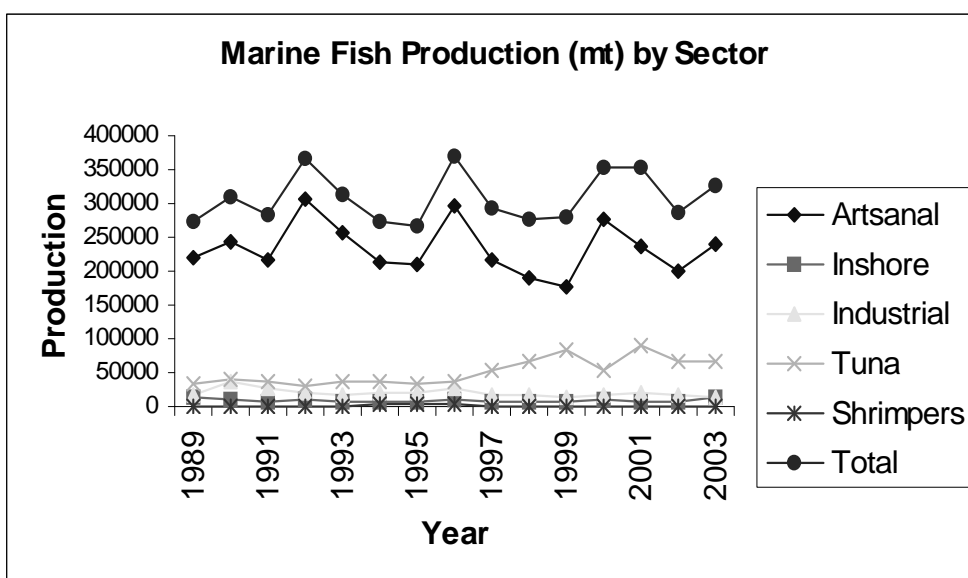 Marine Fish Production (mt) by Sector
Production
400000
350000
300000
250000
200000
150000
100000
50000
0
1989
1991
1993
1995
1997
1999
2001
2003
Year
Artsanal
Inshore
Industrial
Tuna
Shrimpers
Total